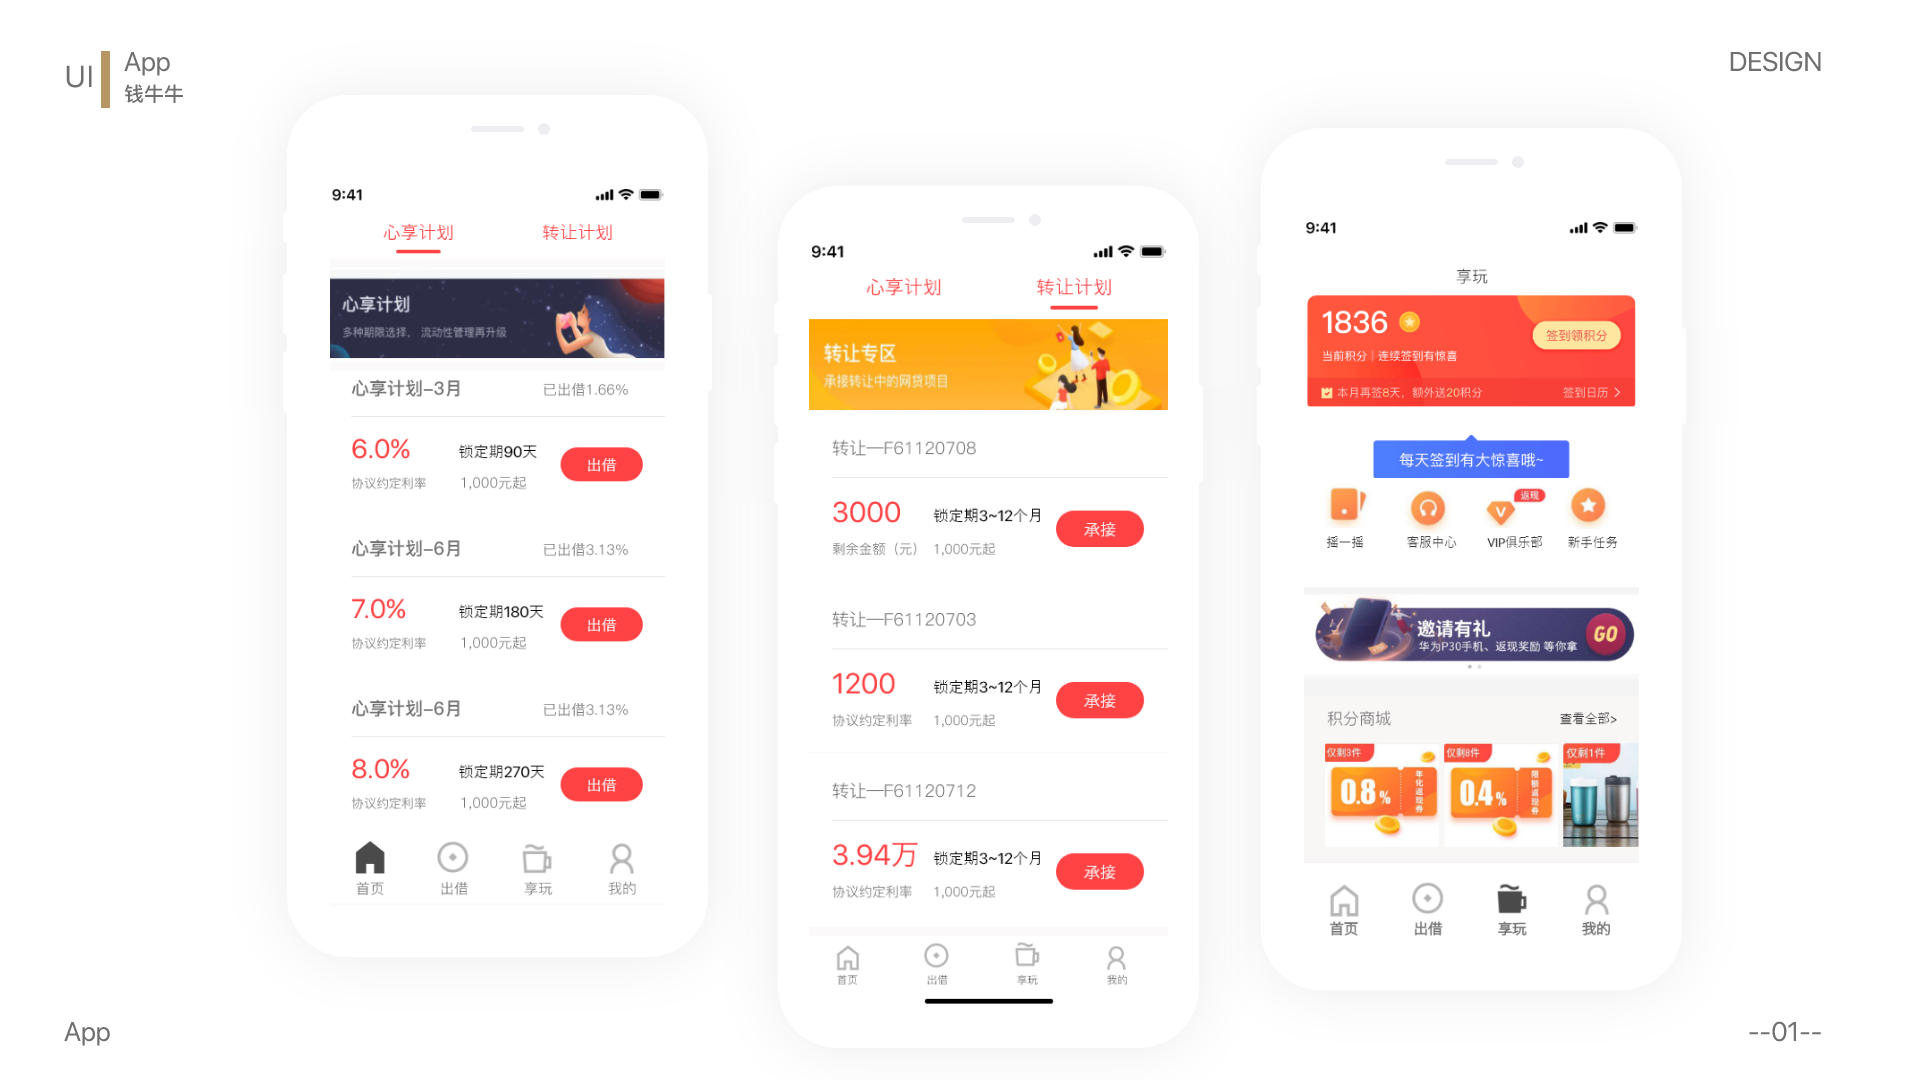 UI
App
钱牛牛
DESIGN
9:41
心享计划 转让计划
心享计划
多种期限选择， 流动性管理再升级
心享计划–3月 已出借1.66%
6.0% 锁定期90天 出借
协议约定利率 1,000元起
心享计划–6月 已出借3.13%
7.0% 锁定期180天 出借
协议约定利率 1,000元起
心享计划–6月 已出借3.13%
8.0% 锁定期270天 出借
协议约定利率 1,000元起
首页 出借 享玩 我的
9:41
心享计划 转让计划
转让专区
承接转让中的网贷项目
转让—F61120708
3000 锁定期3~12个月 承接
剩余金额（元） 1,000元起
转让—F61120703
1200 锁定期3~12个月 承接
协议约定利率 1,000元起
转让—F61120712
3.94万 锁定期3~12个月 承接
协议约定利率 1,000元起
首页 出借 享玩 我的
9:41
享玩
1836 签到领积分
当前积分 | 连续签到有惊喜
本月再签8天，额外送20积分 签到日历 >
每天签到有大惊喜哦~
返现
V
摇一摇 客服中心 VIP俱乐部 新手任务
邀请有礼 GO
华为P30手机、返现奖励 等你拿
积分商城 查看全部>
仅剩3件 仅剩8件 仅剩1件
0.8% 年化返现券 0.4% 限额返现券
首页 出借 享玩 我的
App
--01--